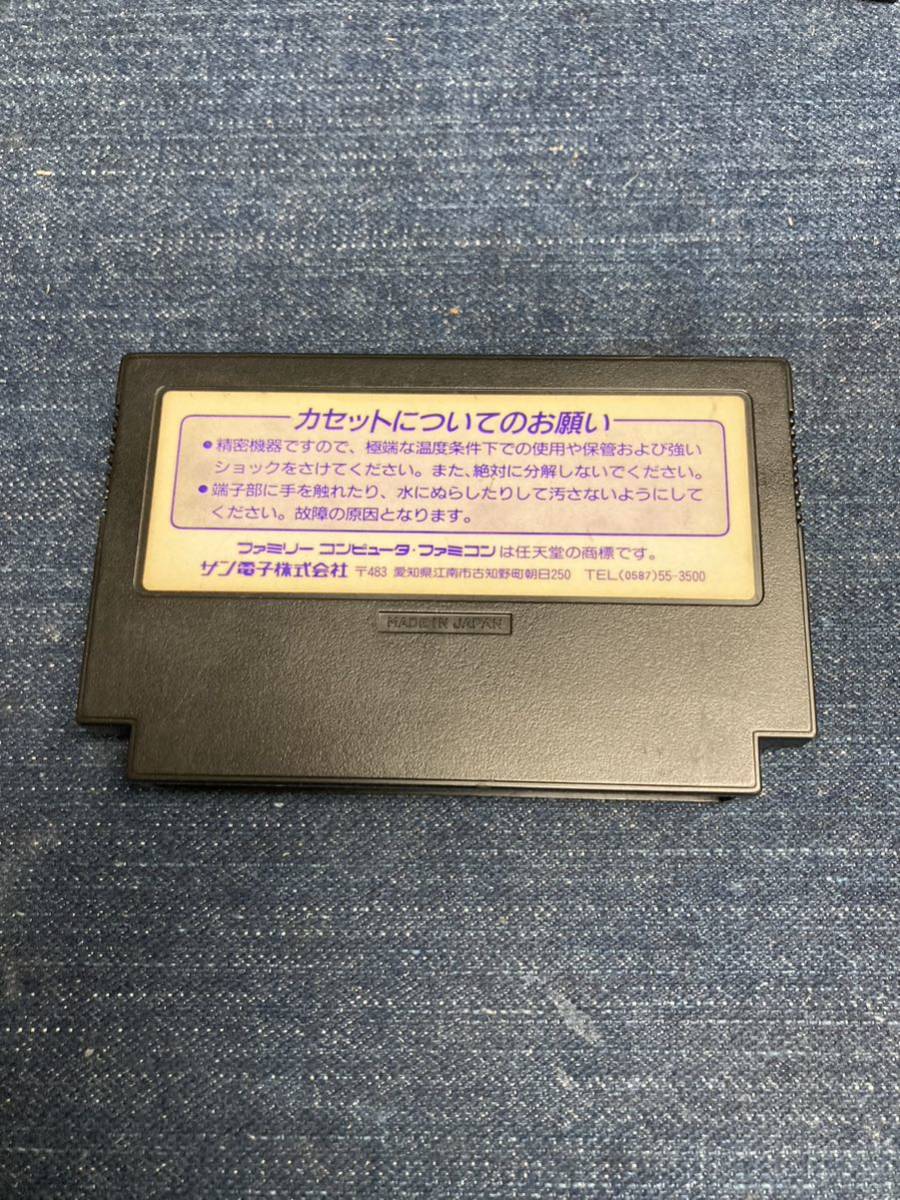 カセットについてのお願い
●精密機器ですので、極端な温度条件下での使用や保管および強い
ショックをさけてください。また、絶対に分解しないでください。
●端子部に手を触れたり、水にぬらしたりして汚さないようにして
ください。故障の原因となります。
ファミリー コンピュータ・ファミコンは任天堂の商標です。
サン電子株式会社 〒483 愛知県江南市古知野町朝日250 TEL(0587)55-3500
MADE IN JAPAN